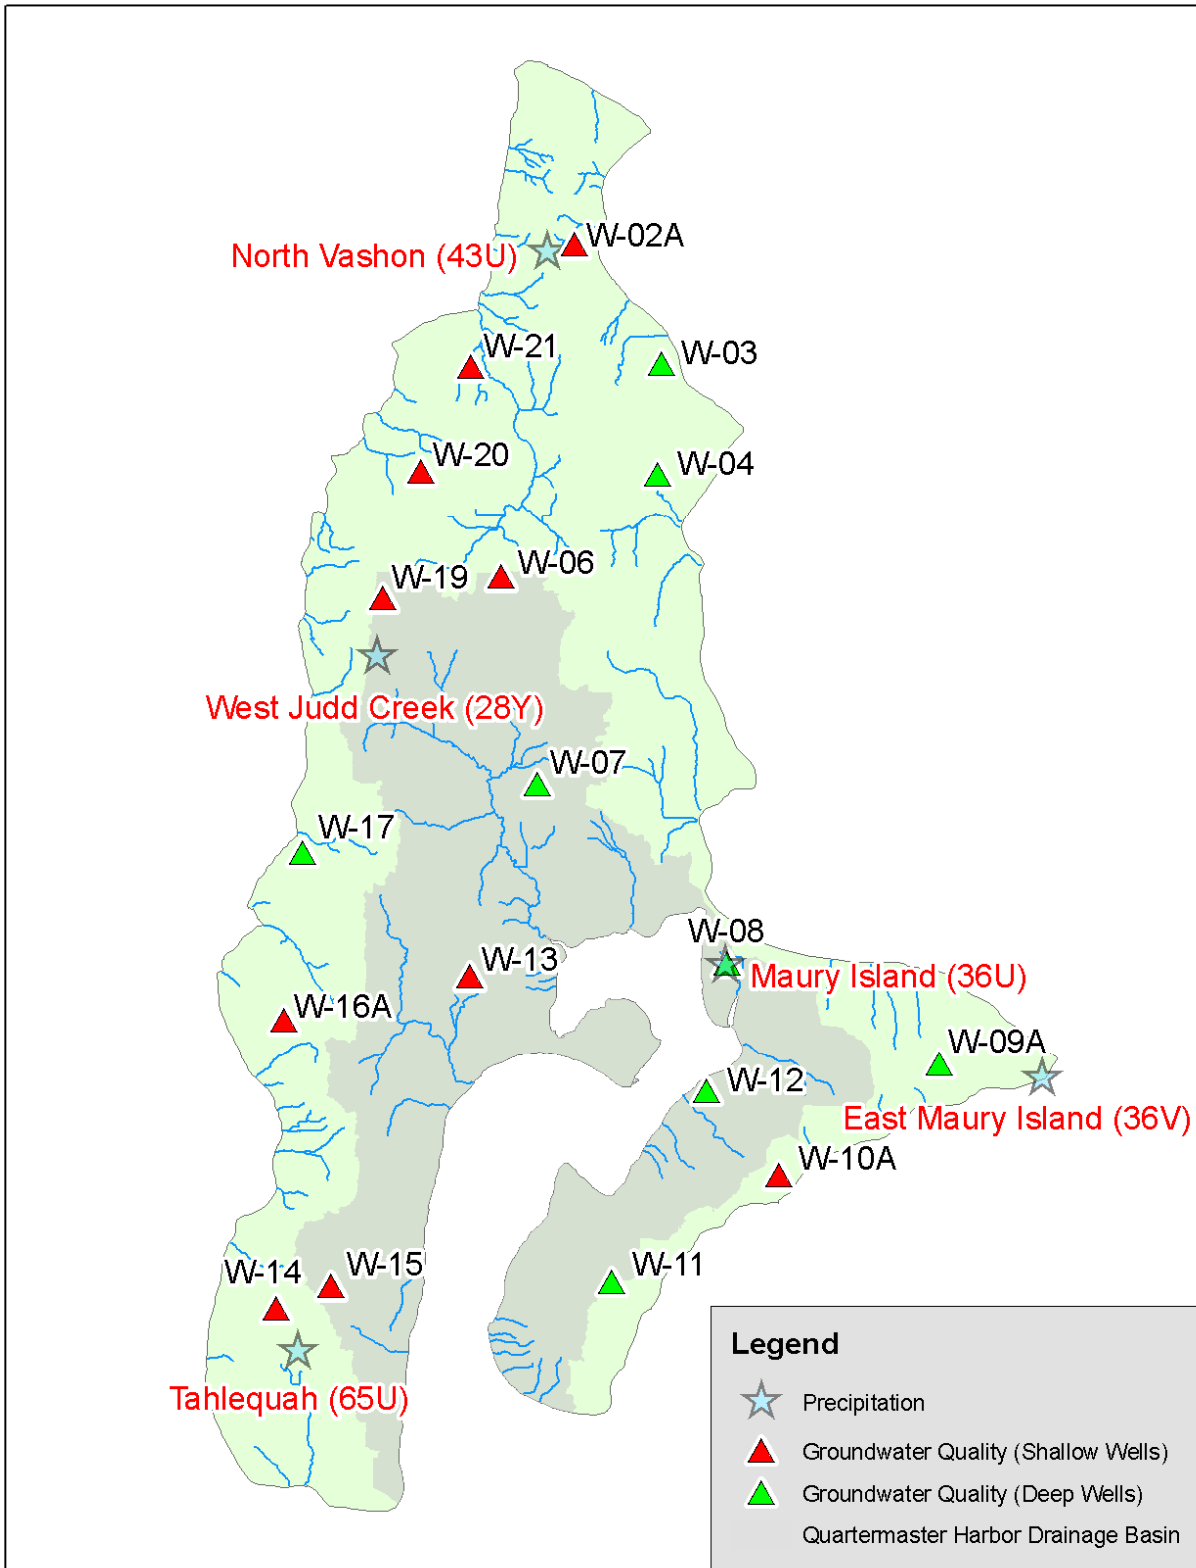 W-02A
North Vashon (43U)
W-21
W-03
W-20
W-04
W-06
W-19
West Judd Creek (28Y)
W-07
W-17
W-08
W-13
Maury Island (36U)
W-16A
W-09A
W-12
East Maury Island (36V)
W-10A
W-15
W-11
W-14
Tahlequah (65U)
Legend
Precipitation
Groundwater Quality (Shallow Wells)
Groundwater Quality (Deep Wells)
Quartermaster Harbor Drainage Basin